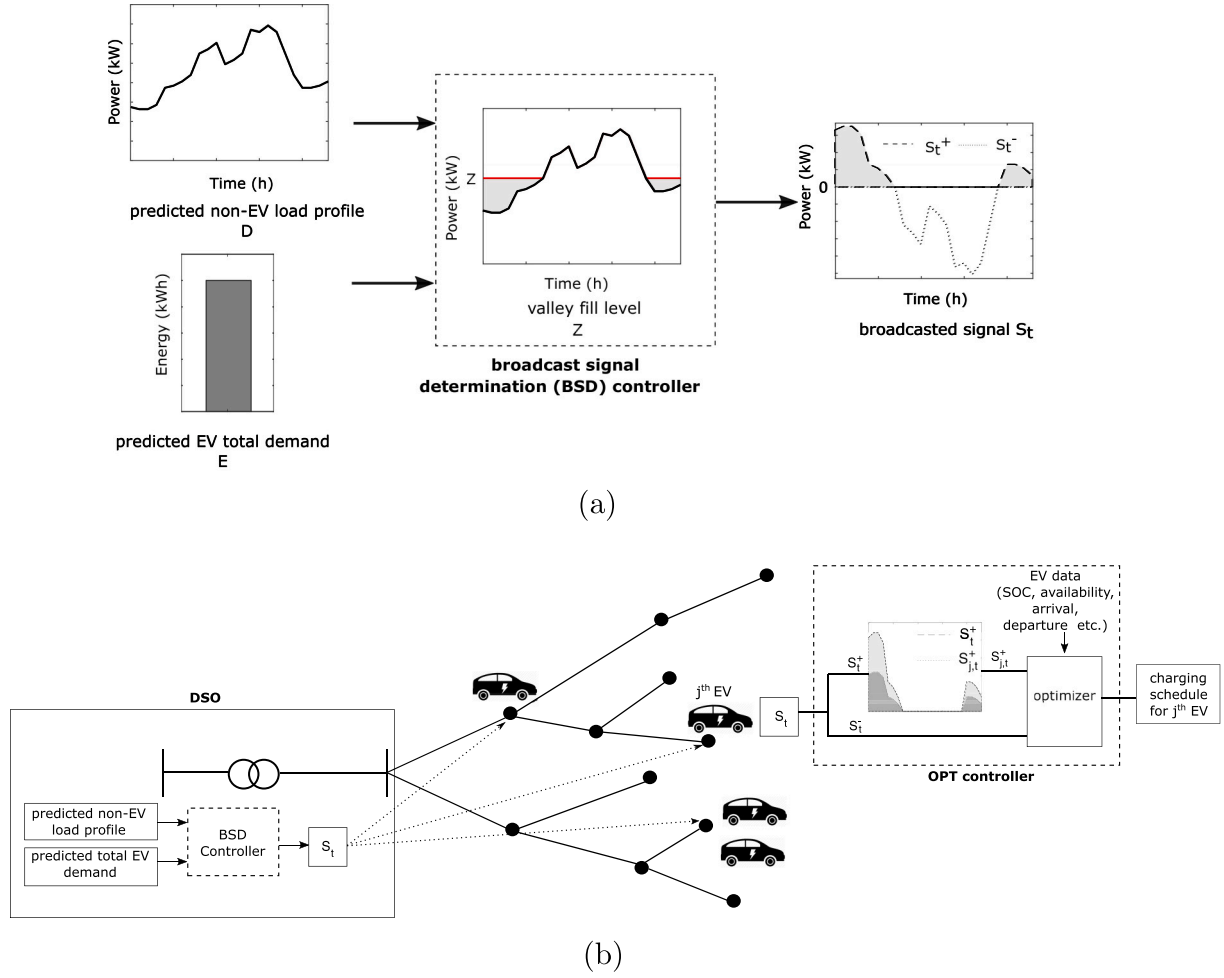 Power (kW)
Time (h)
predicted non-EV load profile
D
Energy (kWh)
predicted EV total demand
E
Power (kW)
Z
Time (h)
valley fill level
Z
broadcast signal
determination (BSD) controller
Power (kW)
0
St+ St-
Time (h)
broadcasted signal St
(a)
DSO
predicted non-EV
load profile
predicted total EV
demand
BSD
Controller
St
jth EV
St
St+
St-
St+
Sj,t+
Sj,t+
EV data
(SOC, availability,
arrival,
departure etc.)
optimizer
OPT controller
charging
schedule
for jth EV
(b)